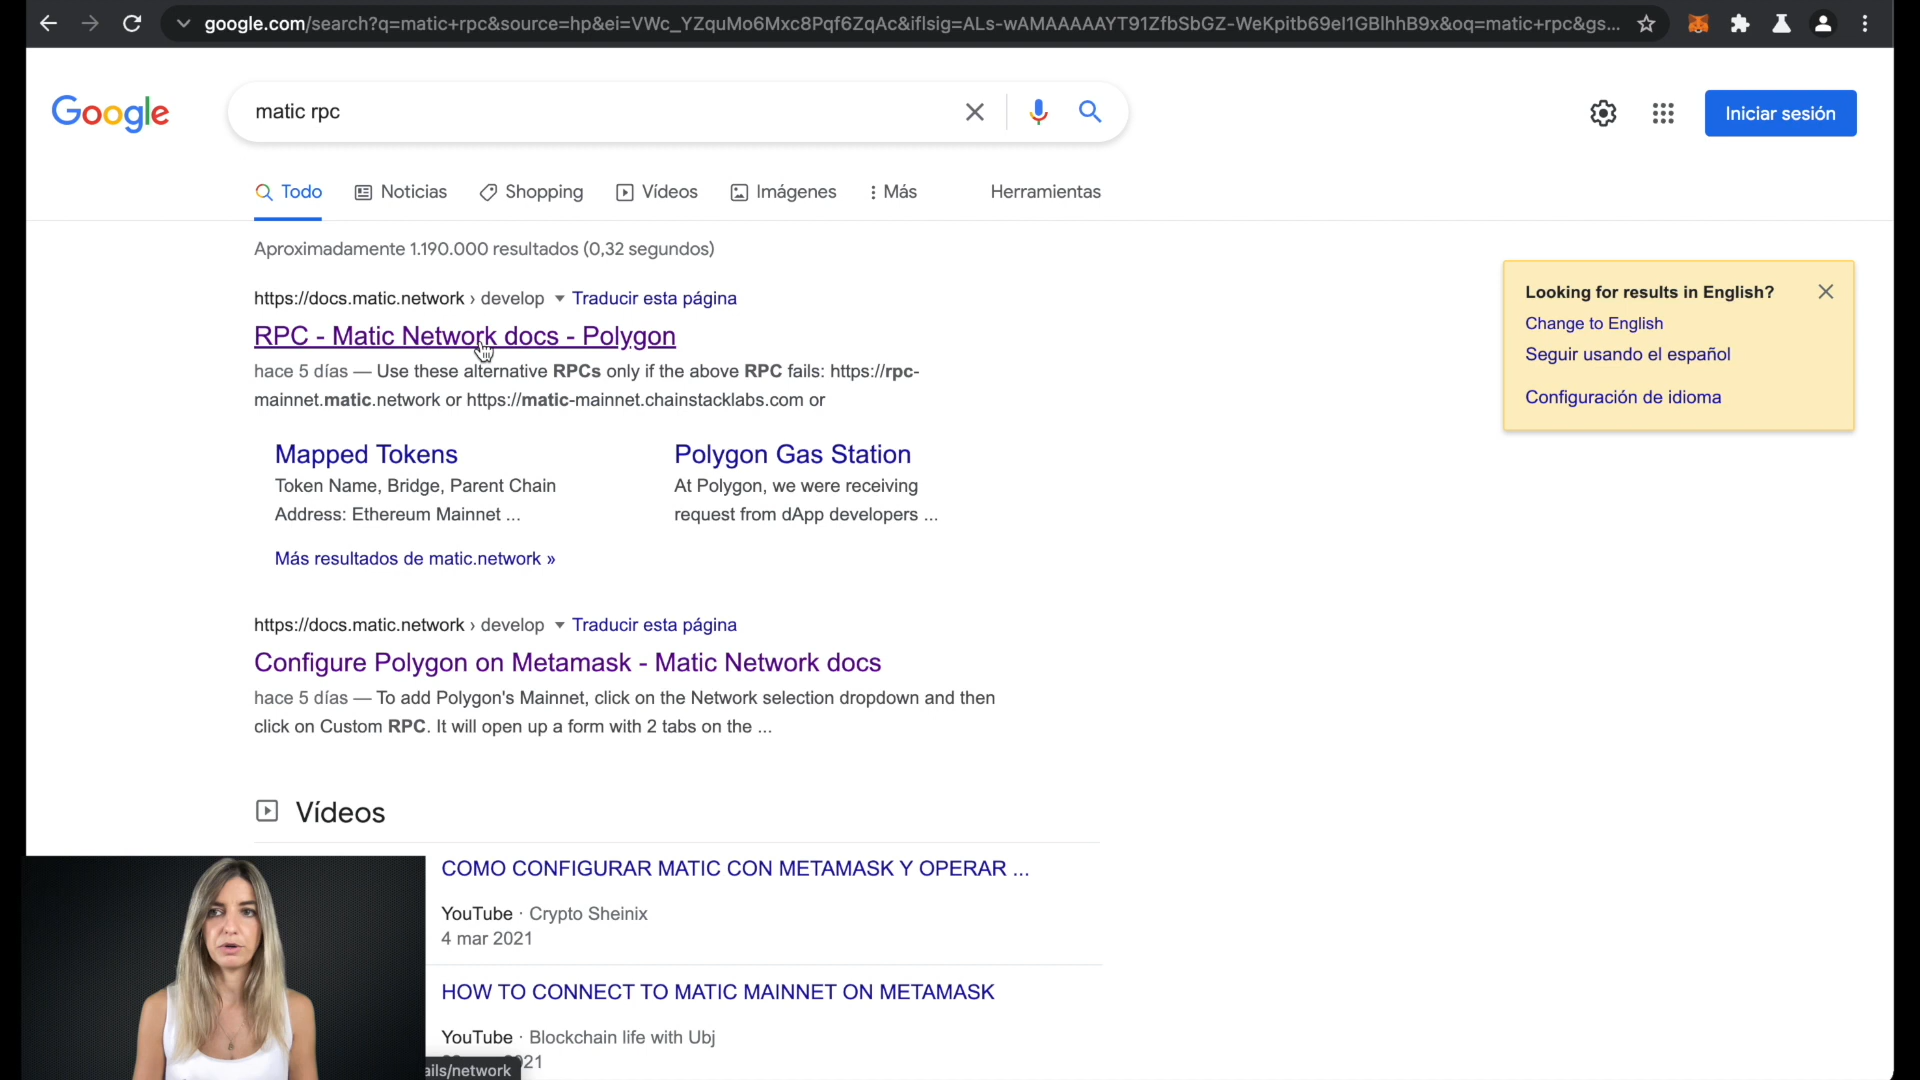 google.com/search?q=matic+rpc&source=hp&ei=VWc_YZquMo6Mxc8Pqf6ZqAc&iflsig=ALs-wAMAAAAAYT91ZfbSbGZ-WeKpitb69el1GBlhhB9x&oq=matic+rpc&gs...
Google
matic rpc
Iniciar sesión
Todo Noticias Shopping Vídeos Imágenes Más Herramientas
Aproximadamente 1.190.000 resultados (0,32 segundos)
https://docs.matic.network › develop Traducir esta página
RPC - Matic Network docs - Polygon
hace 5 días — Use these alternative RPCs only if the above RPC fails: https://rpc-
mainnet.matic.network or https://matic-mainnet.chainstacklabs.com or
Looking for results in English?
Change to English
Seguir usando el español
Configuración de idioma
Mapped Tokens
Token Name, Bridge, Parent Chain
Address: Ethereum Mainnet ...
Polygon Gas Station
At Polygon, we were receiving
request from dApp developers ...
Más resultados de matic.network »
https://docs.matic.network › develop Traducir esta página
Configure Polygon on Metamask - Matic Network docs
hace 5 días — To add Polygon's Mainnet, click on the Network selection dropdown and then
click on Custom RPC. It will open up a form with 2 tabs on the ...
Vídeos
COMO CONFIGURAR MATIC CON METAMASK Y OPERAR ...
YouTube · Crypto Sheinix
4 mar 2021
HOW TO CONNECT TO MATIC MAINNET ON METAMASK
YouTube · Blockchain life with Ubj
ails/network